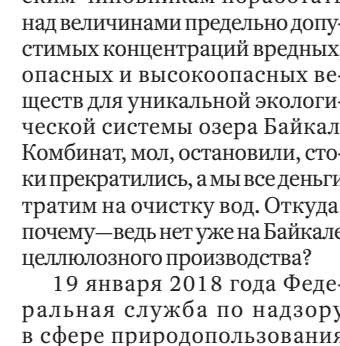 над величинами предельно допу-
стимых концентраций вредных,
опасных и высокоопасных ве-
ществ для уникальной экологи-
ческой системы озера Байкал.
Комбинат, мол, остановили, сто-
ки прекратились, а мы все деньги
тратим на очистку вод. Откуда,
почему—ведь нет уже на Байкале
целлюлозного производства?
19 января 2018 года Феде-
ральная служба по надзору
в сфере природопользования